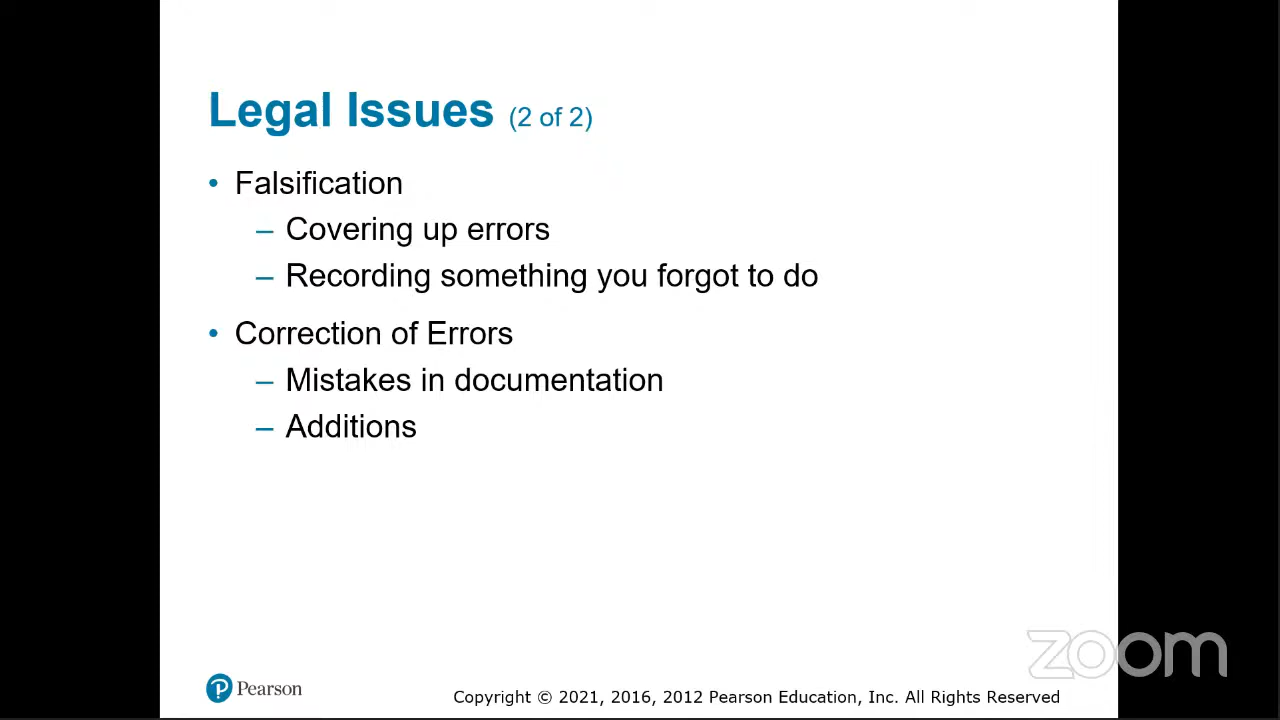 Legal Issues (2 of 2)
• Falsification
– Covering up errors
– Recording something you forgot to do
• Correction of Errors
– Mistakes in documentation
– Additions
Pearson
Copyright © 2021, 2016, 2012 Pearson Education, Inc. All Rights Reserved
zoom